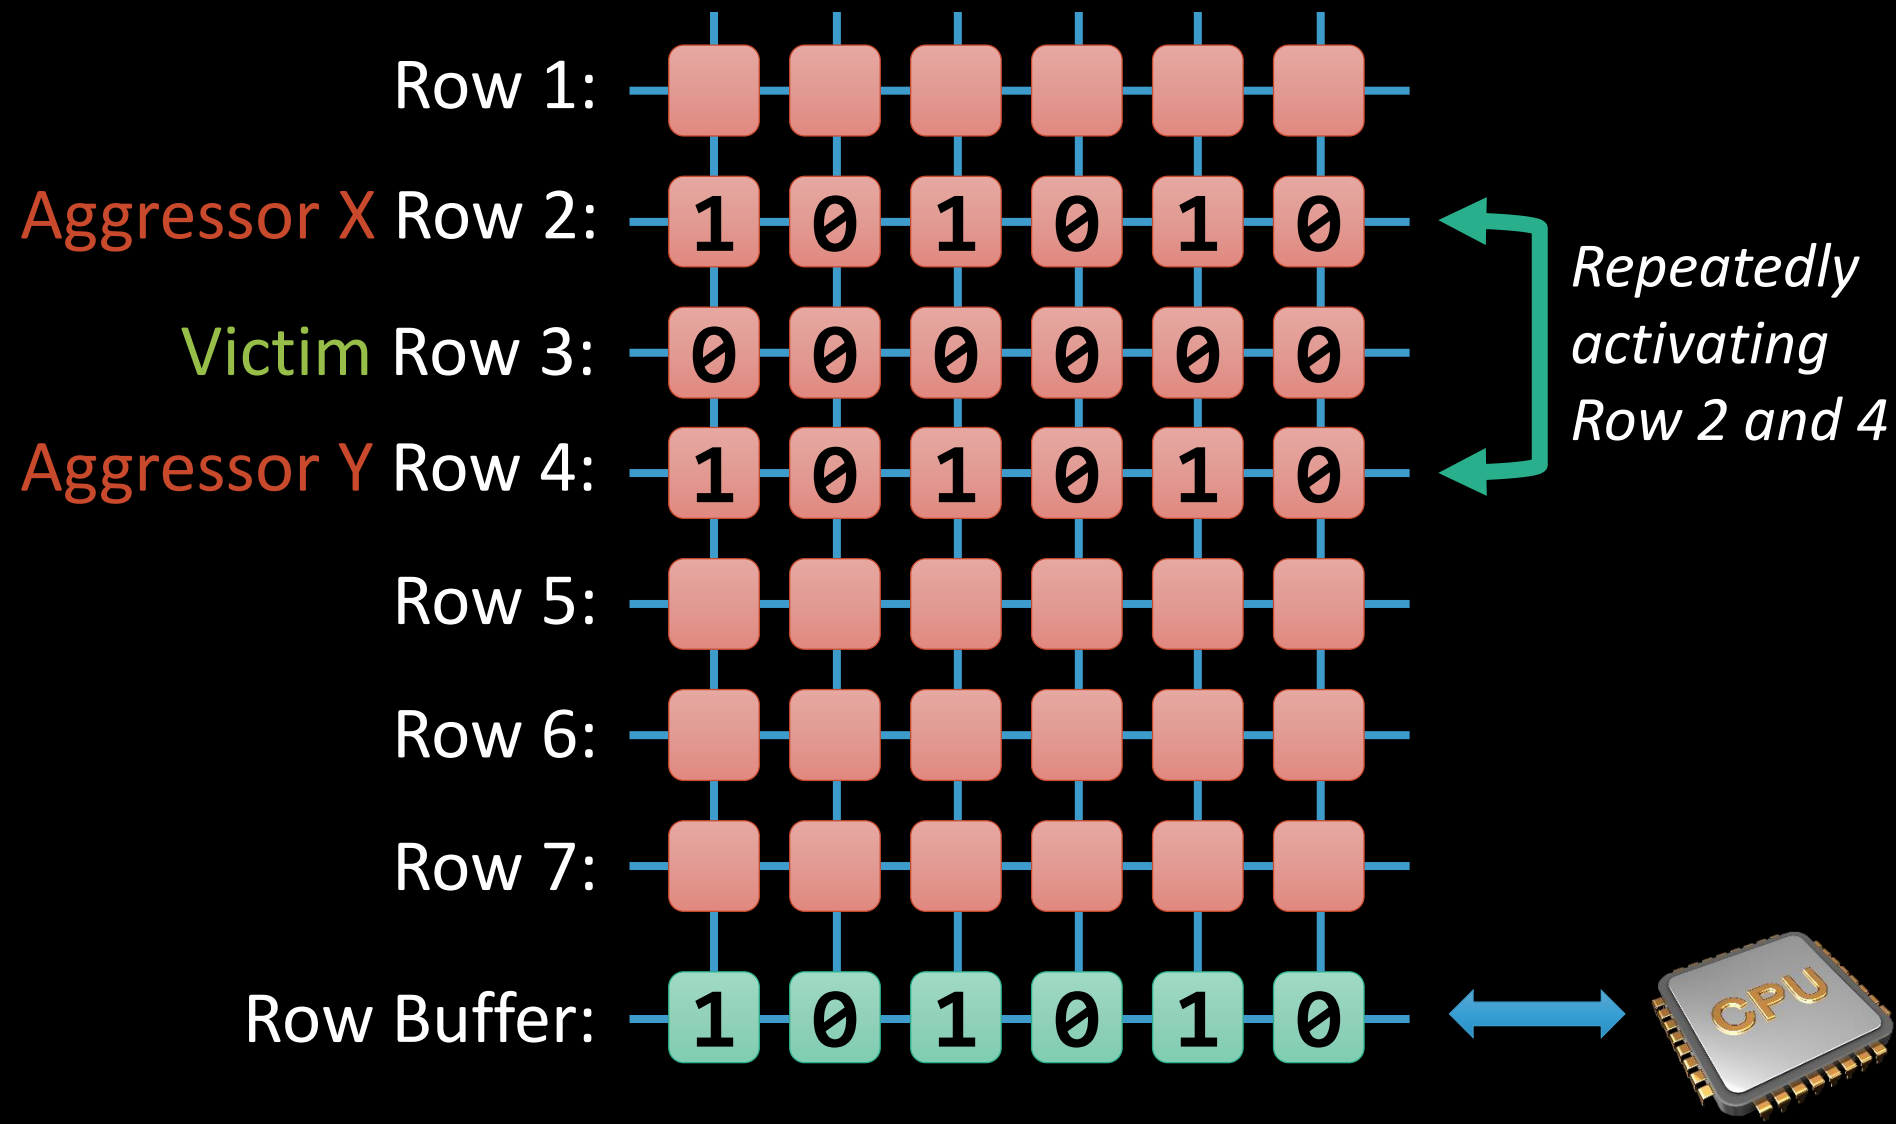 Row 1:
Aggressor X Row 2: 1 0 1 0 1 0
Victim Row 3: 0 0 0 0 0 0
Aggressor Y Row 4: 1 0 1 0 1 0
Repeatedly
activating
Row 2 and 4
Row 5:
Row 6:
Row 7:
Row Buffer: 1 0 1 0 1 0
CPU